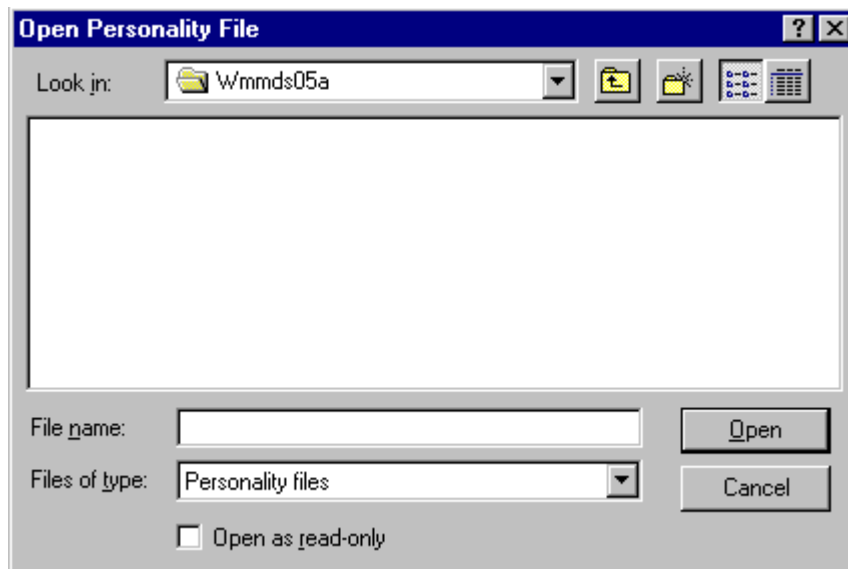 Open Personality File
Look in:
Wmmds05a
File name:
Open
Files of type:
Personality files
Cancel
Open as read-only